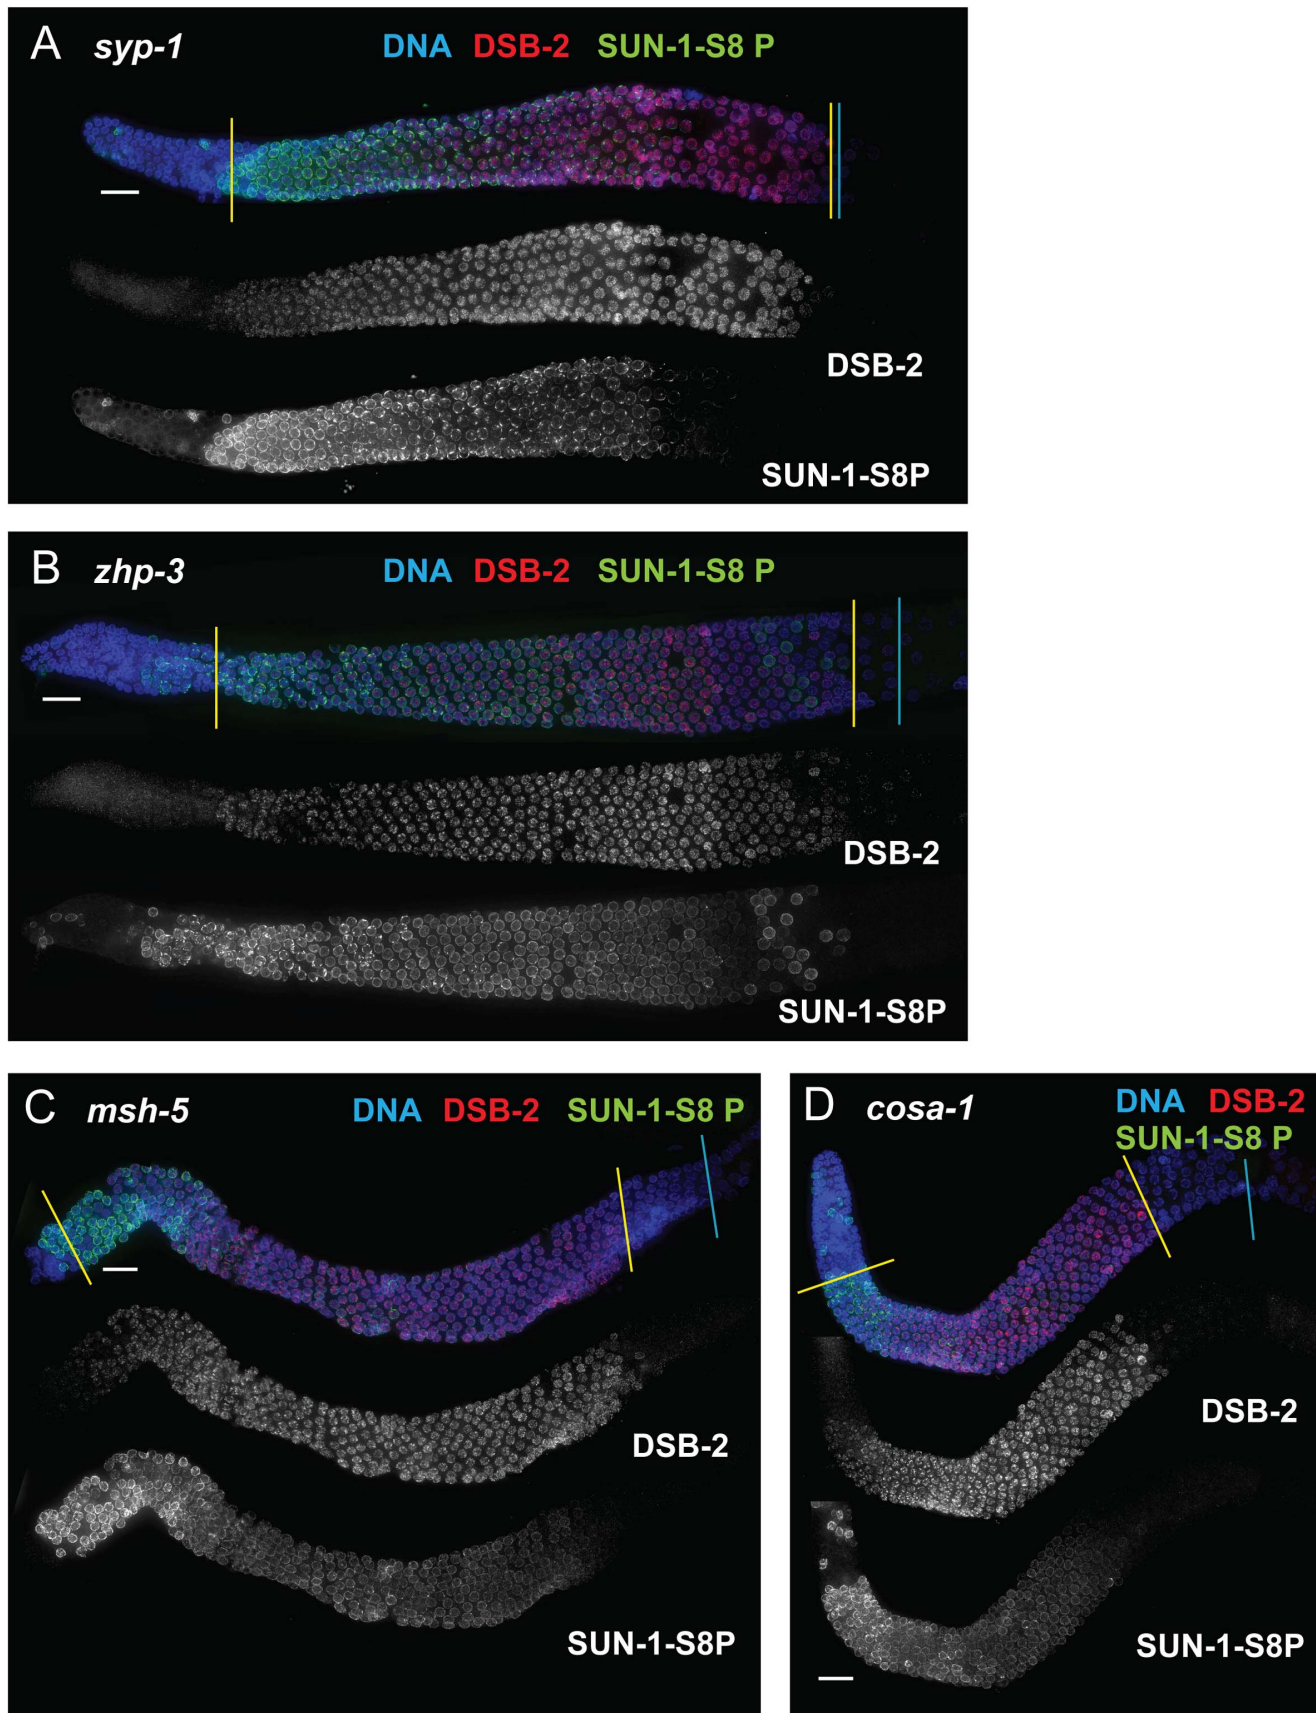 A syp-1 DNA DSB-2 SUN-1-S8 P
DSB-2
SUN-1-S8P
B zhp-3 DNA DSB-2 SUN-1-S8 P
DSB-2
SUN-1-S8P
C msh-5 DNA DSB-2 SUN-1-S8 P
DSB-2
SUN-1-S8P
D cosa-1 DNA DSB-2
SUN-1-S8 P
DSB-2
SUN-1-S8P